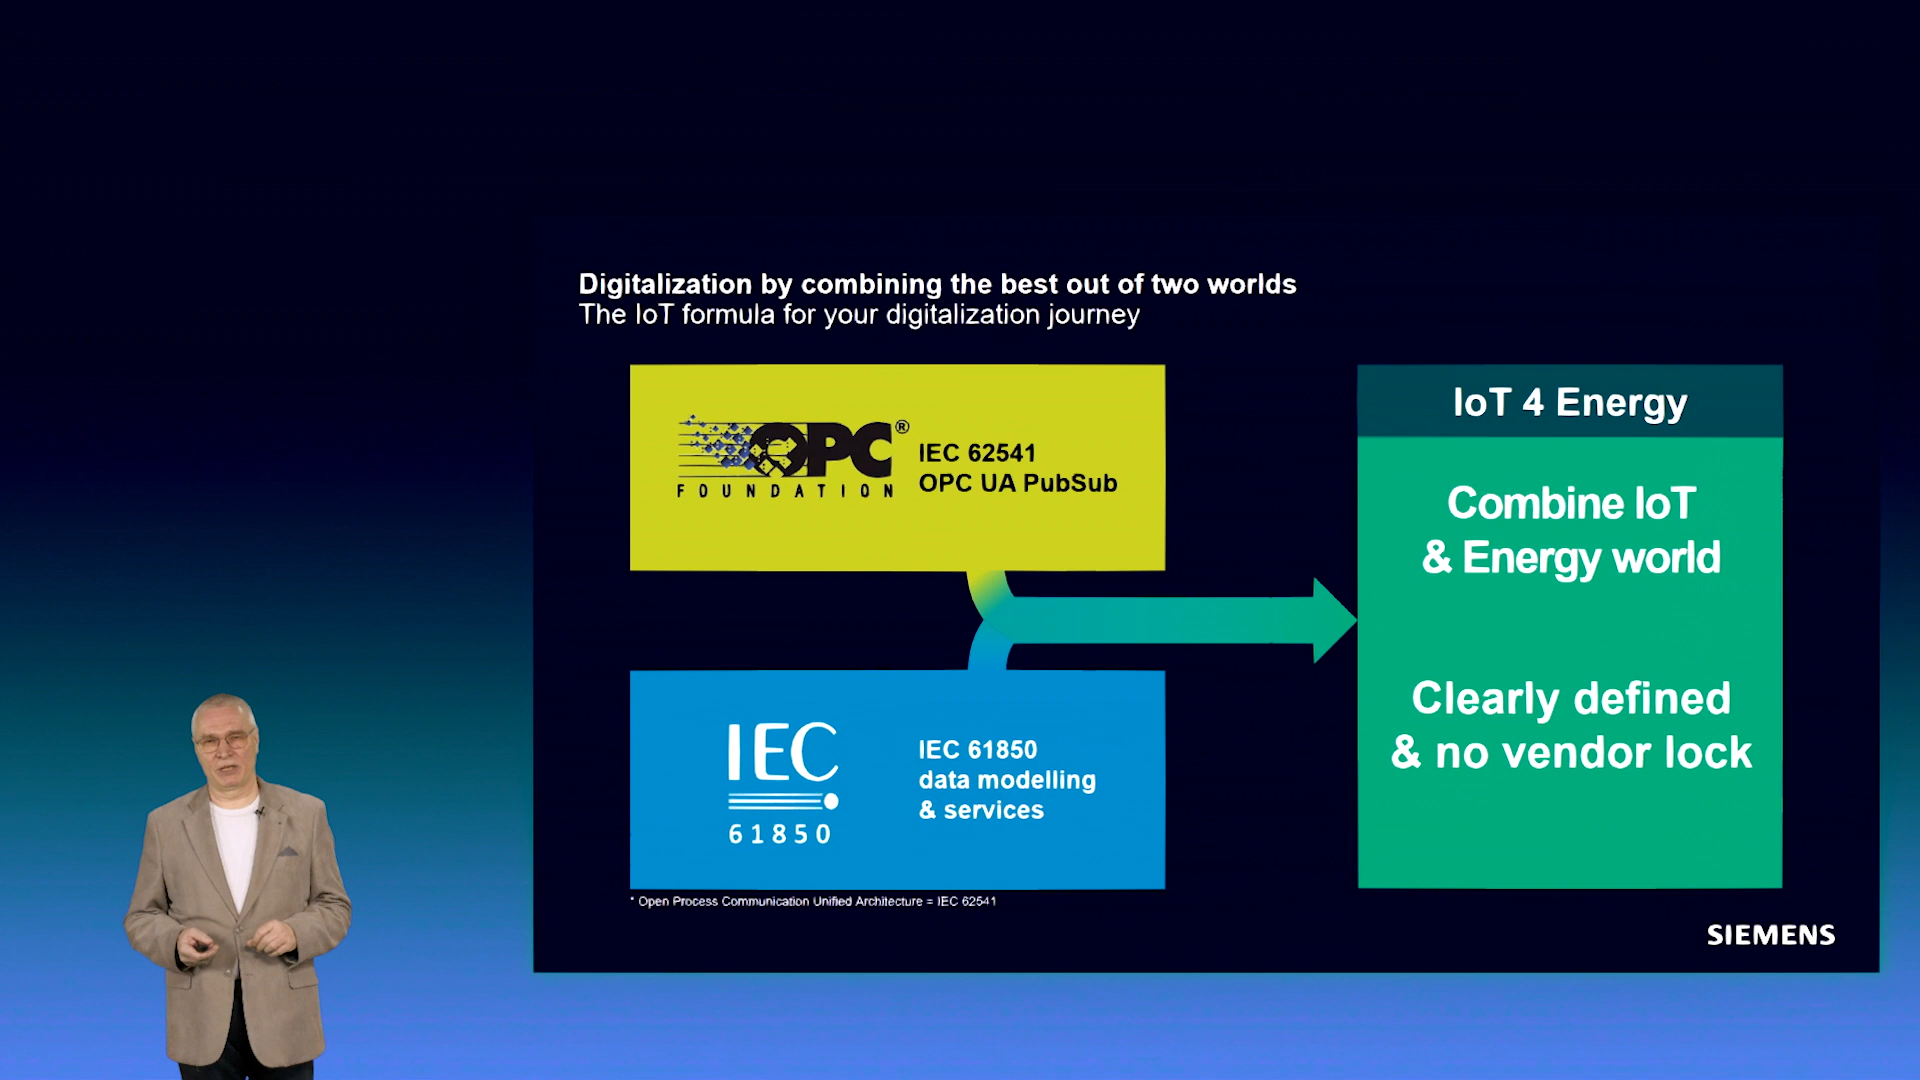 Digitalization by combining the best out of two worlds
The IoT formula for your digitalization journey
OPC®
FOUNDATION
IEC 62541
OPC UA PubSub
IEC
61850
IEC 61850
data modelling
& services
* Open Process Communication Unified Architecture = IEC 62541
IoT 4 Energy
Combine IoT
& Energy world
Clearly defined
& no vendor lock
SIEMENS